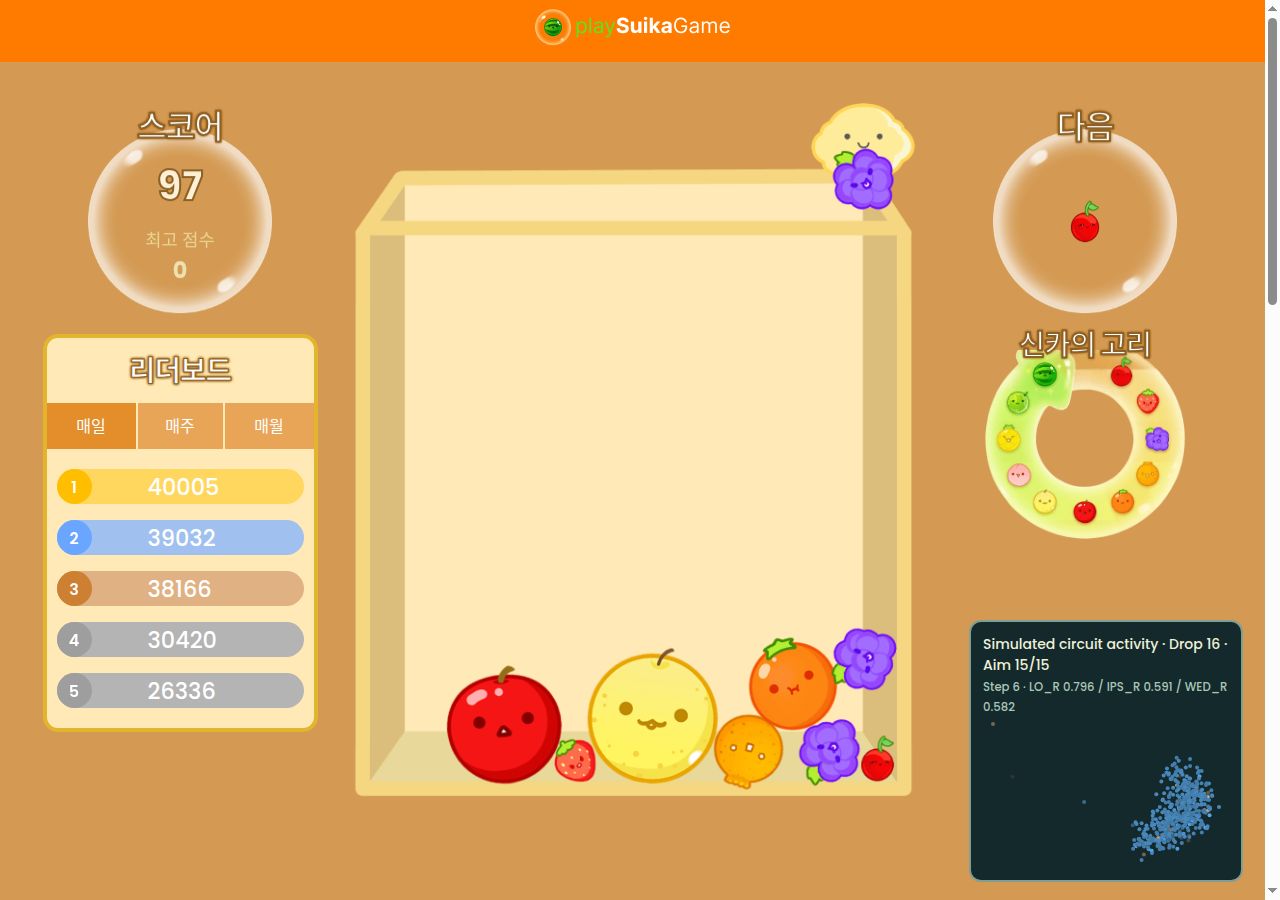 playSuikaGame
스코어
97
최고 점수
0
리더보드
매일 매주 매월
1 40005
2 39032
3 38166
4 30420
5 26336
다음
신카의 고리
Simulated circuit activity · Drop 16 ·
Aim 15/15
Step 6 · LO_R 0.796 / IPS_R 0.591 / WED_R
0.582